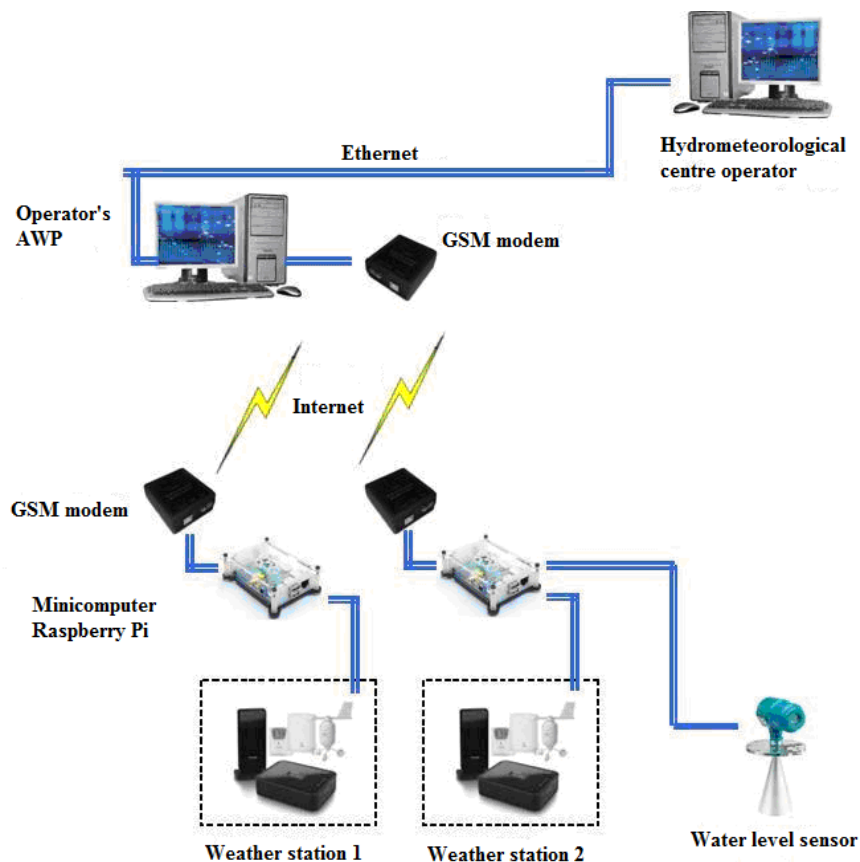 Ethernet
Hydrometeorological
centre operator
Operator's
AWP
GSM modem
Internet
GSM modem
Minicomputer
Raspberry Pi
Weather station 1
Weather station 2
Water level sensor